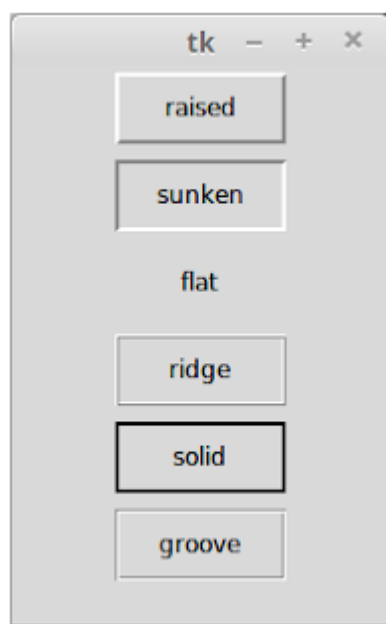 tk
raised
sunken
flat
ridge
solid
groove